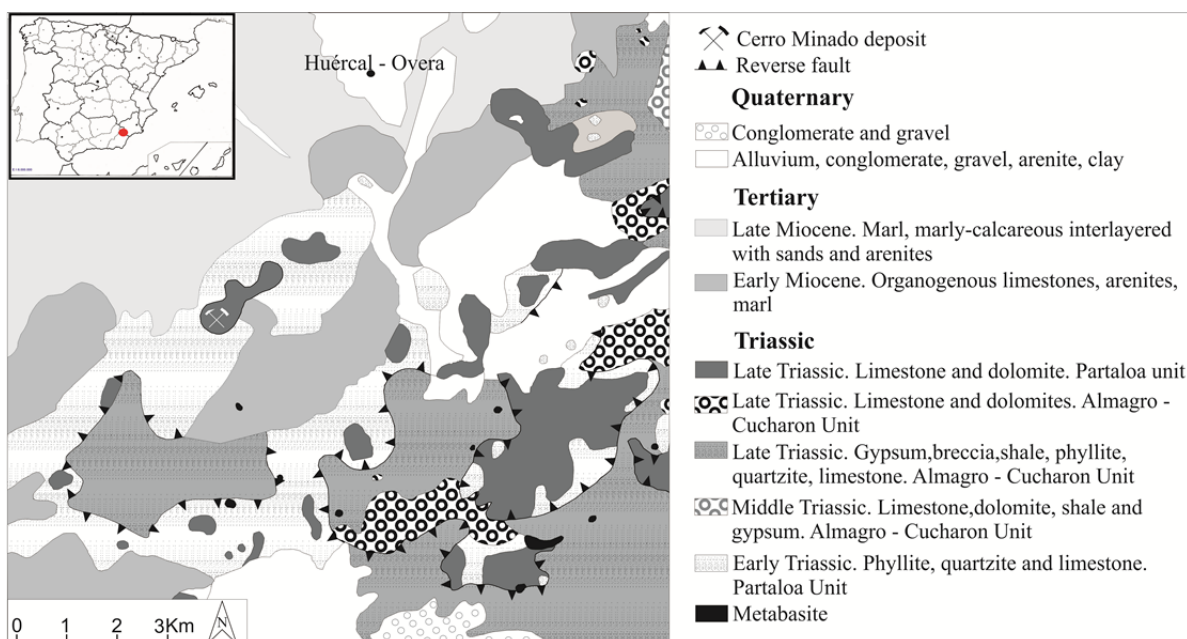 Huércal - Overa
0 1 2 3Km
N
Cerro Minado deposit
Reverse fault
Quaternary
Conglomerate and gravel
Alluvium, conglomerate, gravel, arenite, clay
Tertiary
Late Miocene. Marl, marly-calcareous interlayered
with sands and arenites
Early Miocene. Organogenous limestones, arenites,
marl
Triassic
Late Triassic. Limestone and dolomite. Partaloa unit
Late Triassic. Limestone and dolomites. Almagro -
Cucharon Unit
Late Triassic. Gypsum,breccia,shale, phyllite,
quartzite, limestone. Almagro - Cucharon Unit
Middle Triassic. Limestone,dolomite, shale and
gypsum. Almagro - Cucharon Unit
Early Triassic. Phyllite, quartzite and limestone.
Partaloa Unit
Metabasite